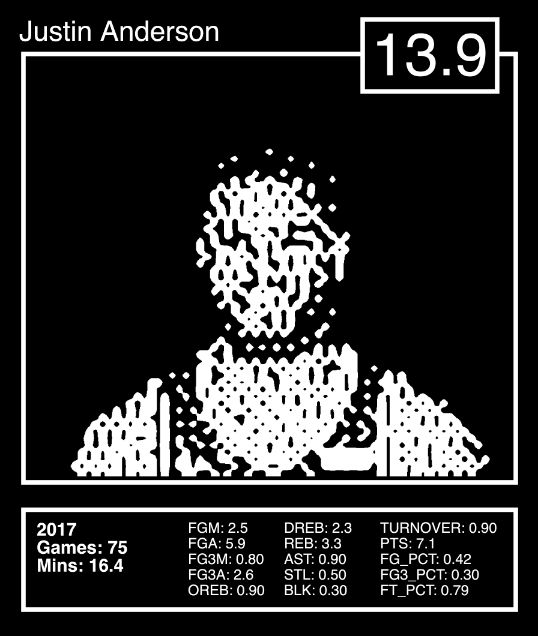 Justin Anderson
13.9
2017
Games: 75
Mins: 16.4
FGM: 2.5
FGA: 5.9
FG3M: 0.80
FG3A: 2.6
OREB: 0.90
DREB: 2.3
REB: 3.3
AST: 0.90
STL: 0.50
BLK: 0.30
TURNOVER: 0.90
PTS: 7.1
FG_PCT: 0.42
FG3_PCT: 0.30
FT_PCT: 0.79